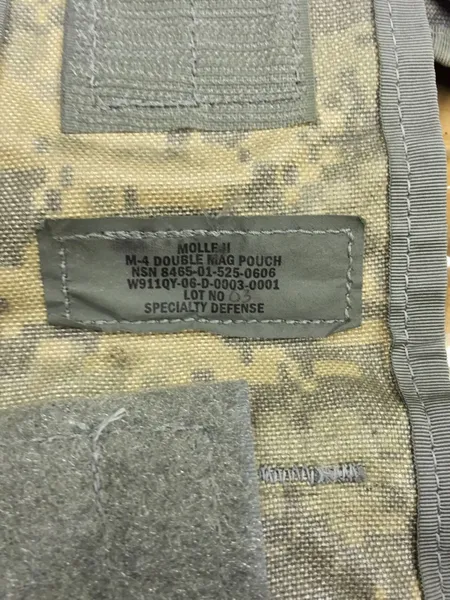 MOLLE II
M-4 DOUBLE MAG POUCH
NSN 8465-01-525-0606
W911QY-06-D-0003-0001
LOT NO 03
SPECIALTY DEFENSE